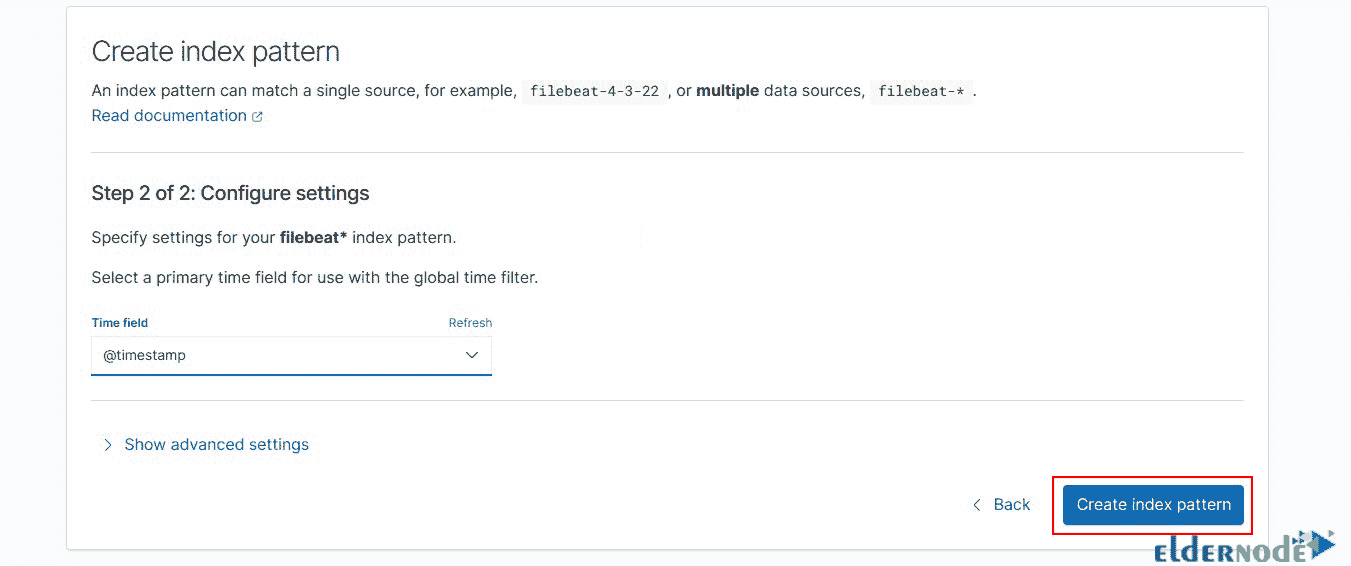 Create index pattern
An index pattern can match a single source, for example, filebeat-4-3-22 , or multiple data sources, filebeat-* .
Read documentation
Step 2 of 2: Configure settings
Specify settings for your filebeat* index pattern.
Select a primary time field for use with the global time filter.
Time field Refresh
@timestamp
Show advanced settings
Back Create index pattern
eldernode